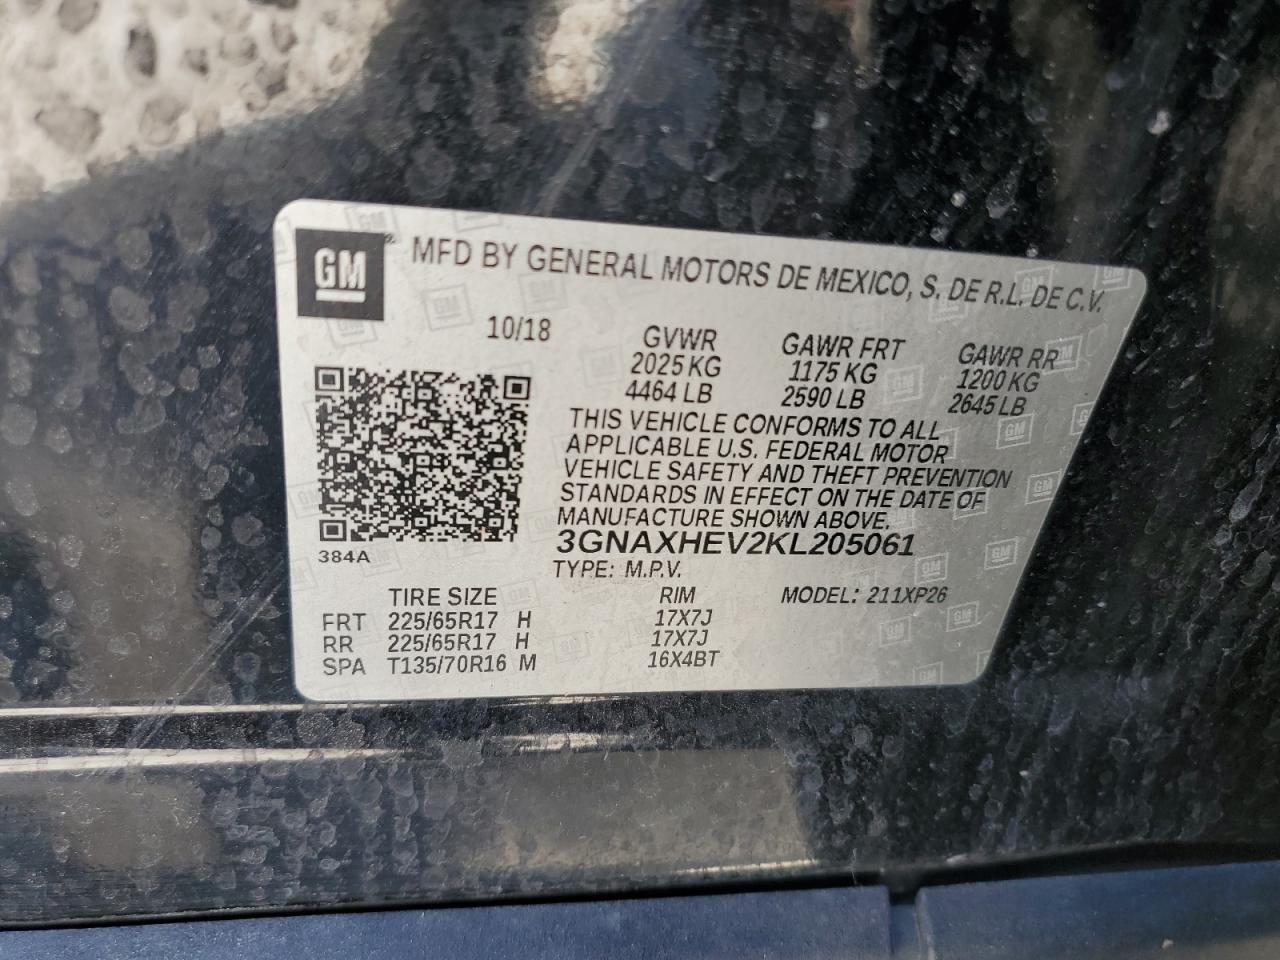 GM
MFD BY GENERAL MOTORS DE MEXICO, S. DE R.L. DE C.V.
10/18
GVWR
2025 KG
4464 LB
GAWR FRT
1175 KG
2590 LB
GAWR RR
1200 KG
2645 LB
THIS VEHICLE CONFORMS TO ALL
APPLICABLE U.S. FEDERAL MOTOR
VEHICLE SAFETY AND THEFT PREVENTION
STANDARDS IN EFFECT ON THE DATE OF
MANUFACTURE SHOWN ABOVE.
3GNAXHEV2KL205061
384A
TYPE: M.P.V.
TIRE SIZE RIM MODEL: 211XP26
FRT 225/65R17 H 17X7J
RR 225/65R17 H 17X7J
SPA T135/70R16 M 16X4BT